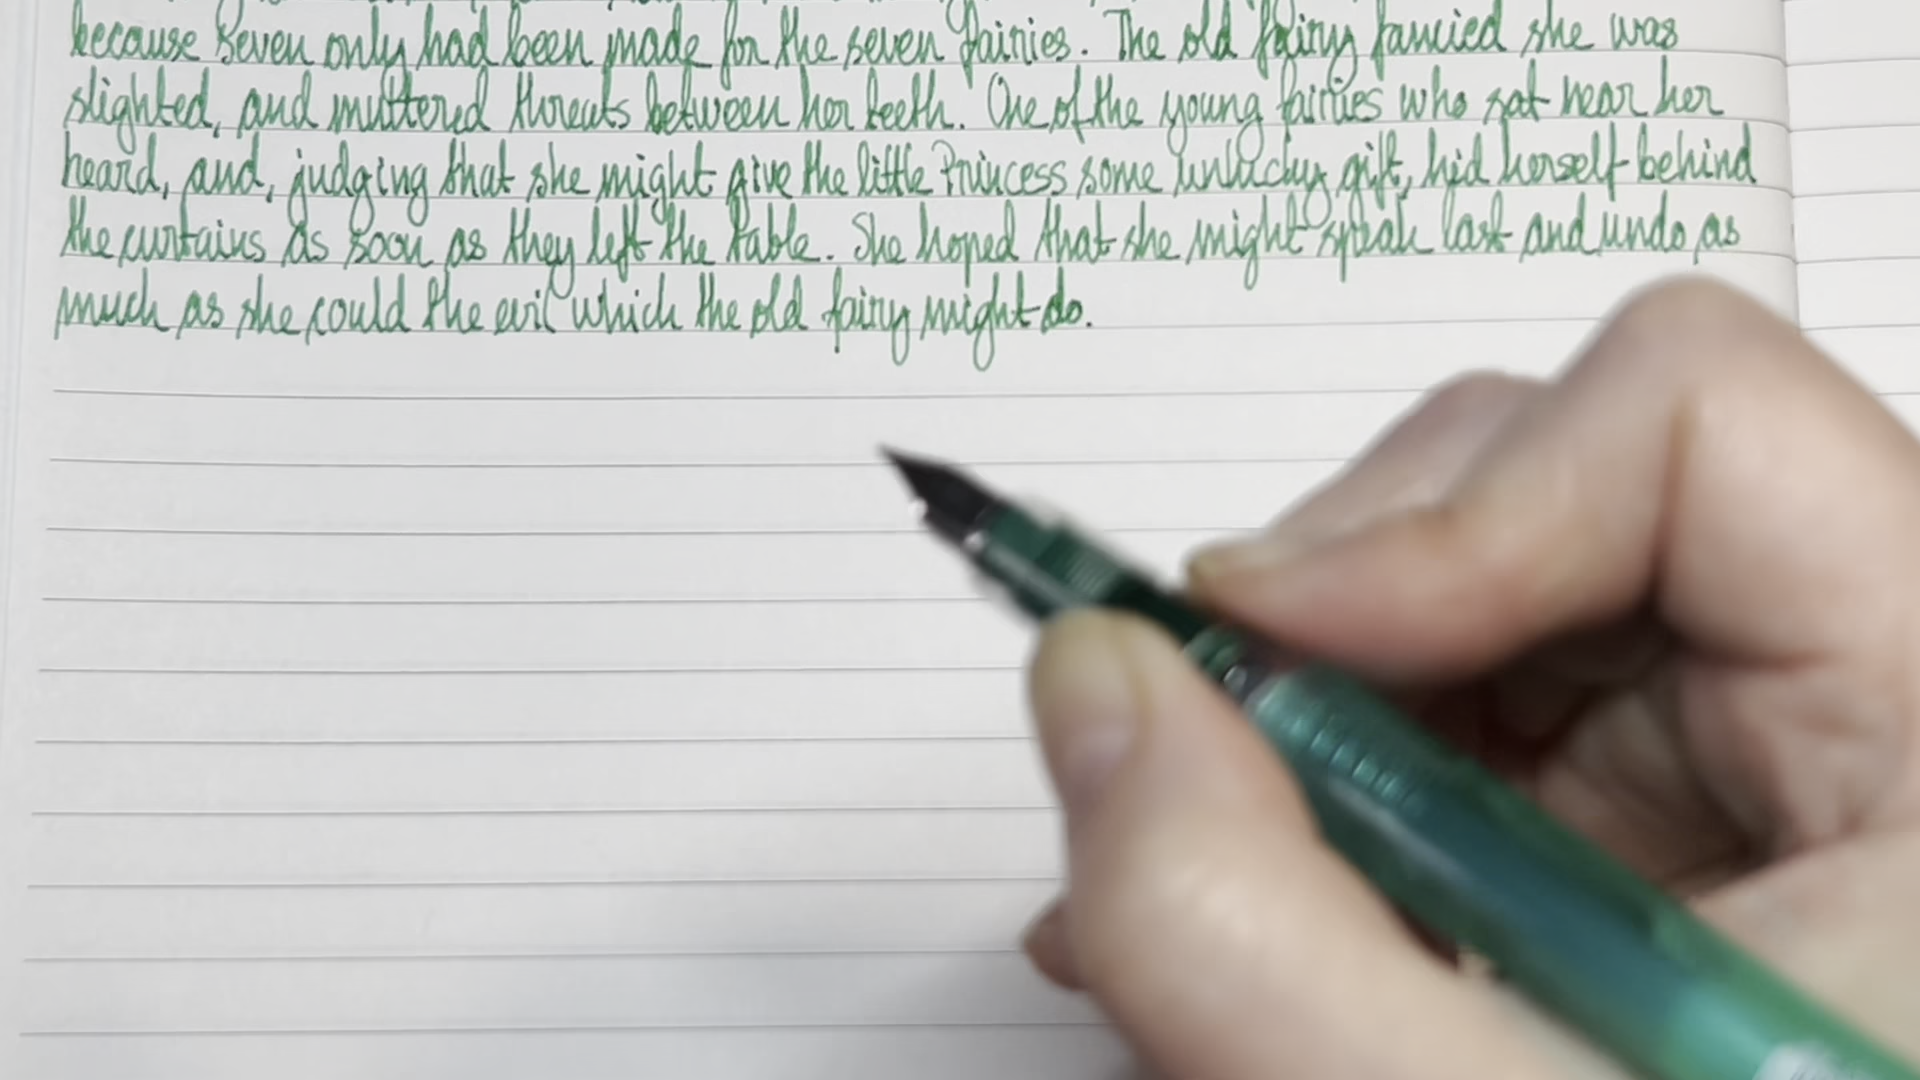 because seven only had been made for the seven fairies. The old fairy fancied she was
slighted, and muttered threats between her teeth. One of the young fairies who sat near her
heard, and, judging that she might give the little Princess some unlucky gift, hid herself behind
the curtains as soon as they left the table. She hoped that she might speak last and undo as
much as she could the evil which the old fairy might do.